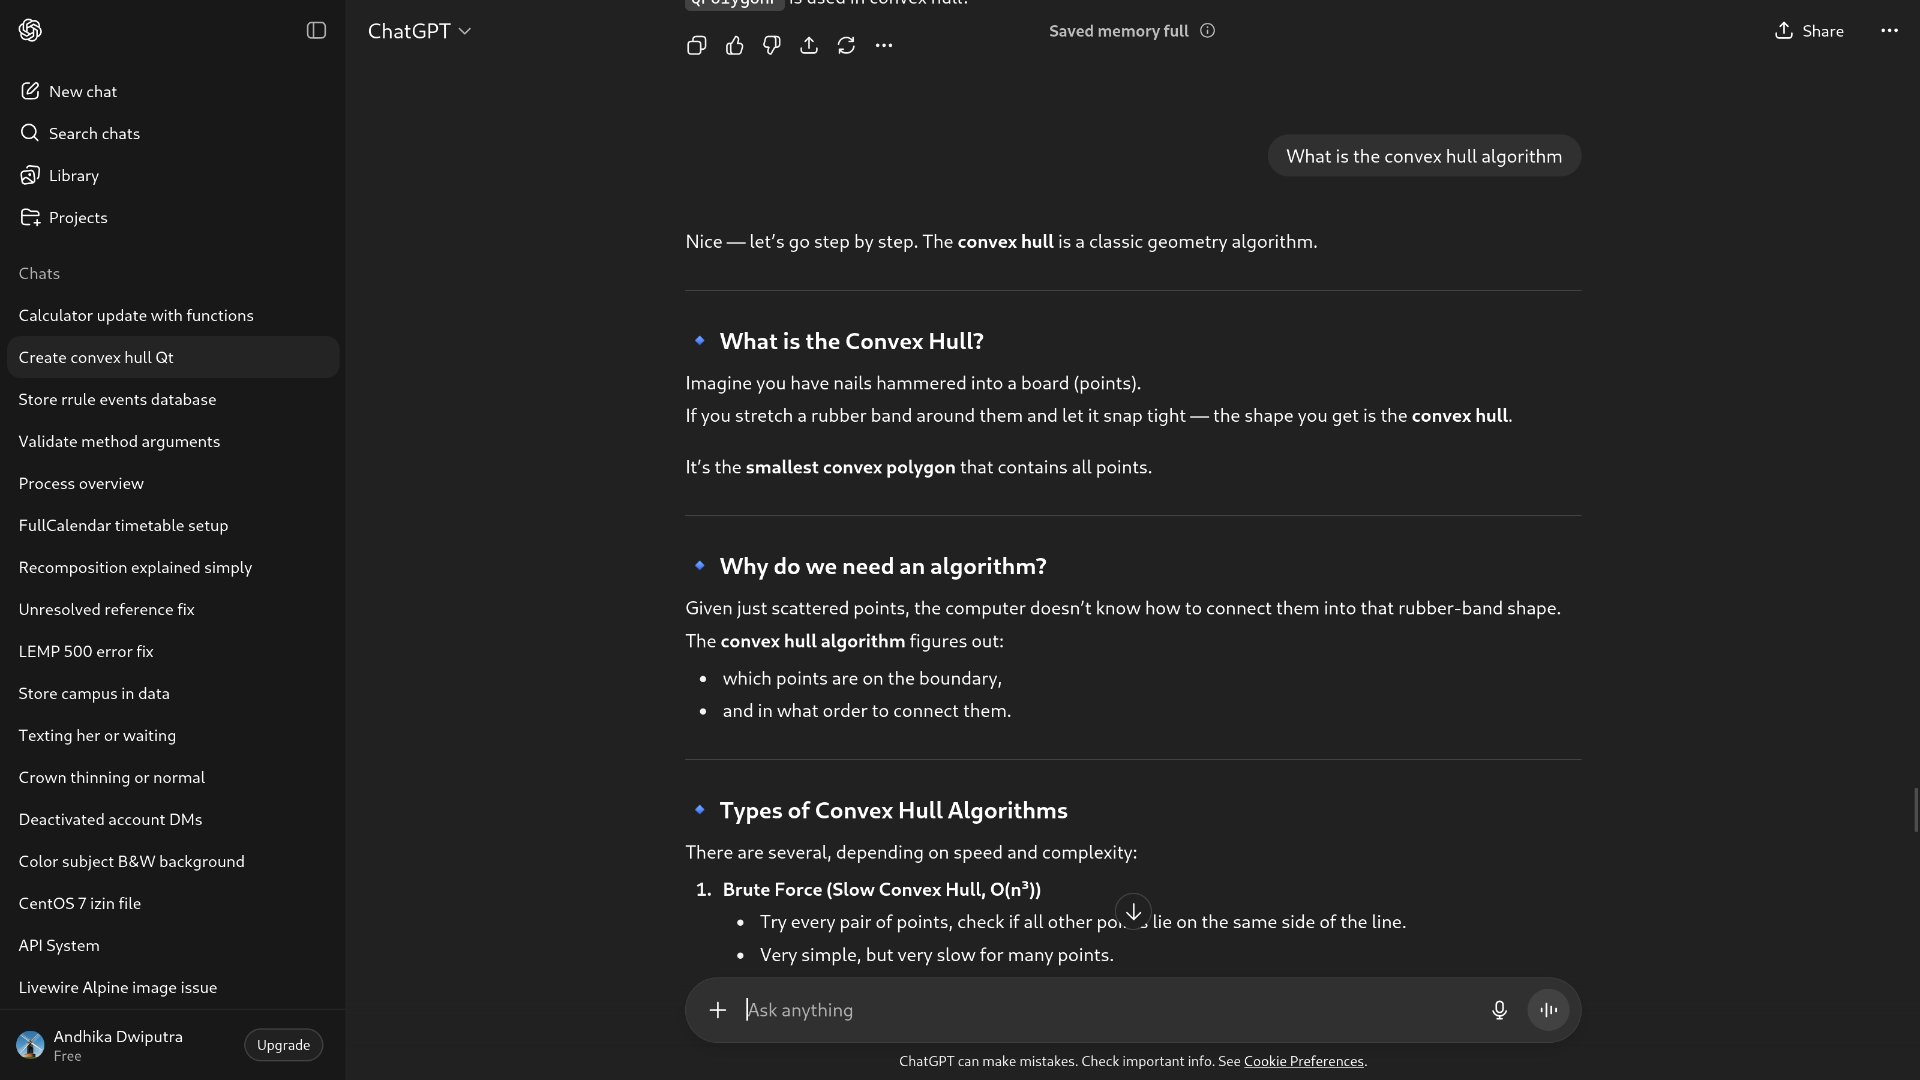 ChatGPT
Saved memory full
Share
New chat
Search chats
Library
Projects
Chats
Calculator update with functions
Create convex hull Qt
Store rrule events database
Validate method arguments
Process overview
FullCalendar timetable setup
Recomposition explained simply
Unresolved reference fix
LEMP 500 error fix
Store campus in data
Texting her or waiting
Crown thinning or normal
Deactivated account DMs
Color subject B&W background
CentOS 7 izin file
API System
Livewire Alpine image issue
Andhika Dwiputra
Free
Upgrade
is used in convex hull.
What is the convex hull algorithm
Nice — let’s go step by step. The convex hull is a classic geometry algorithm.
What is the Convex Hull?
Imagine you have nails hammered into a board (points).
If you stretch a rubber band around them and let it snap tight — the shape you get is the convex hull.
It’s the smallest convex polygon that contains all points.
Why do we need an algorithm?
Given just scattered points, the computer doesn’t know how to connect them into that rubber-band shape.
The convex hull algorithm figures out:
• which points are on the boundary,
• and in what order to connect them.
Types of Convex Hull Algorithms
There are several, depending on speed and complexity:
1. Brute Force (Slow Convex Hull, O(n³))
• Try every pair of points, check if all other points lie on the same side of the line.
• Very simple, but very slow for many points.
Ask anything
ChatGPT can make mistakes. Check important info. See Cookie Preferences.